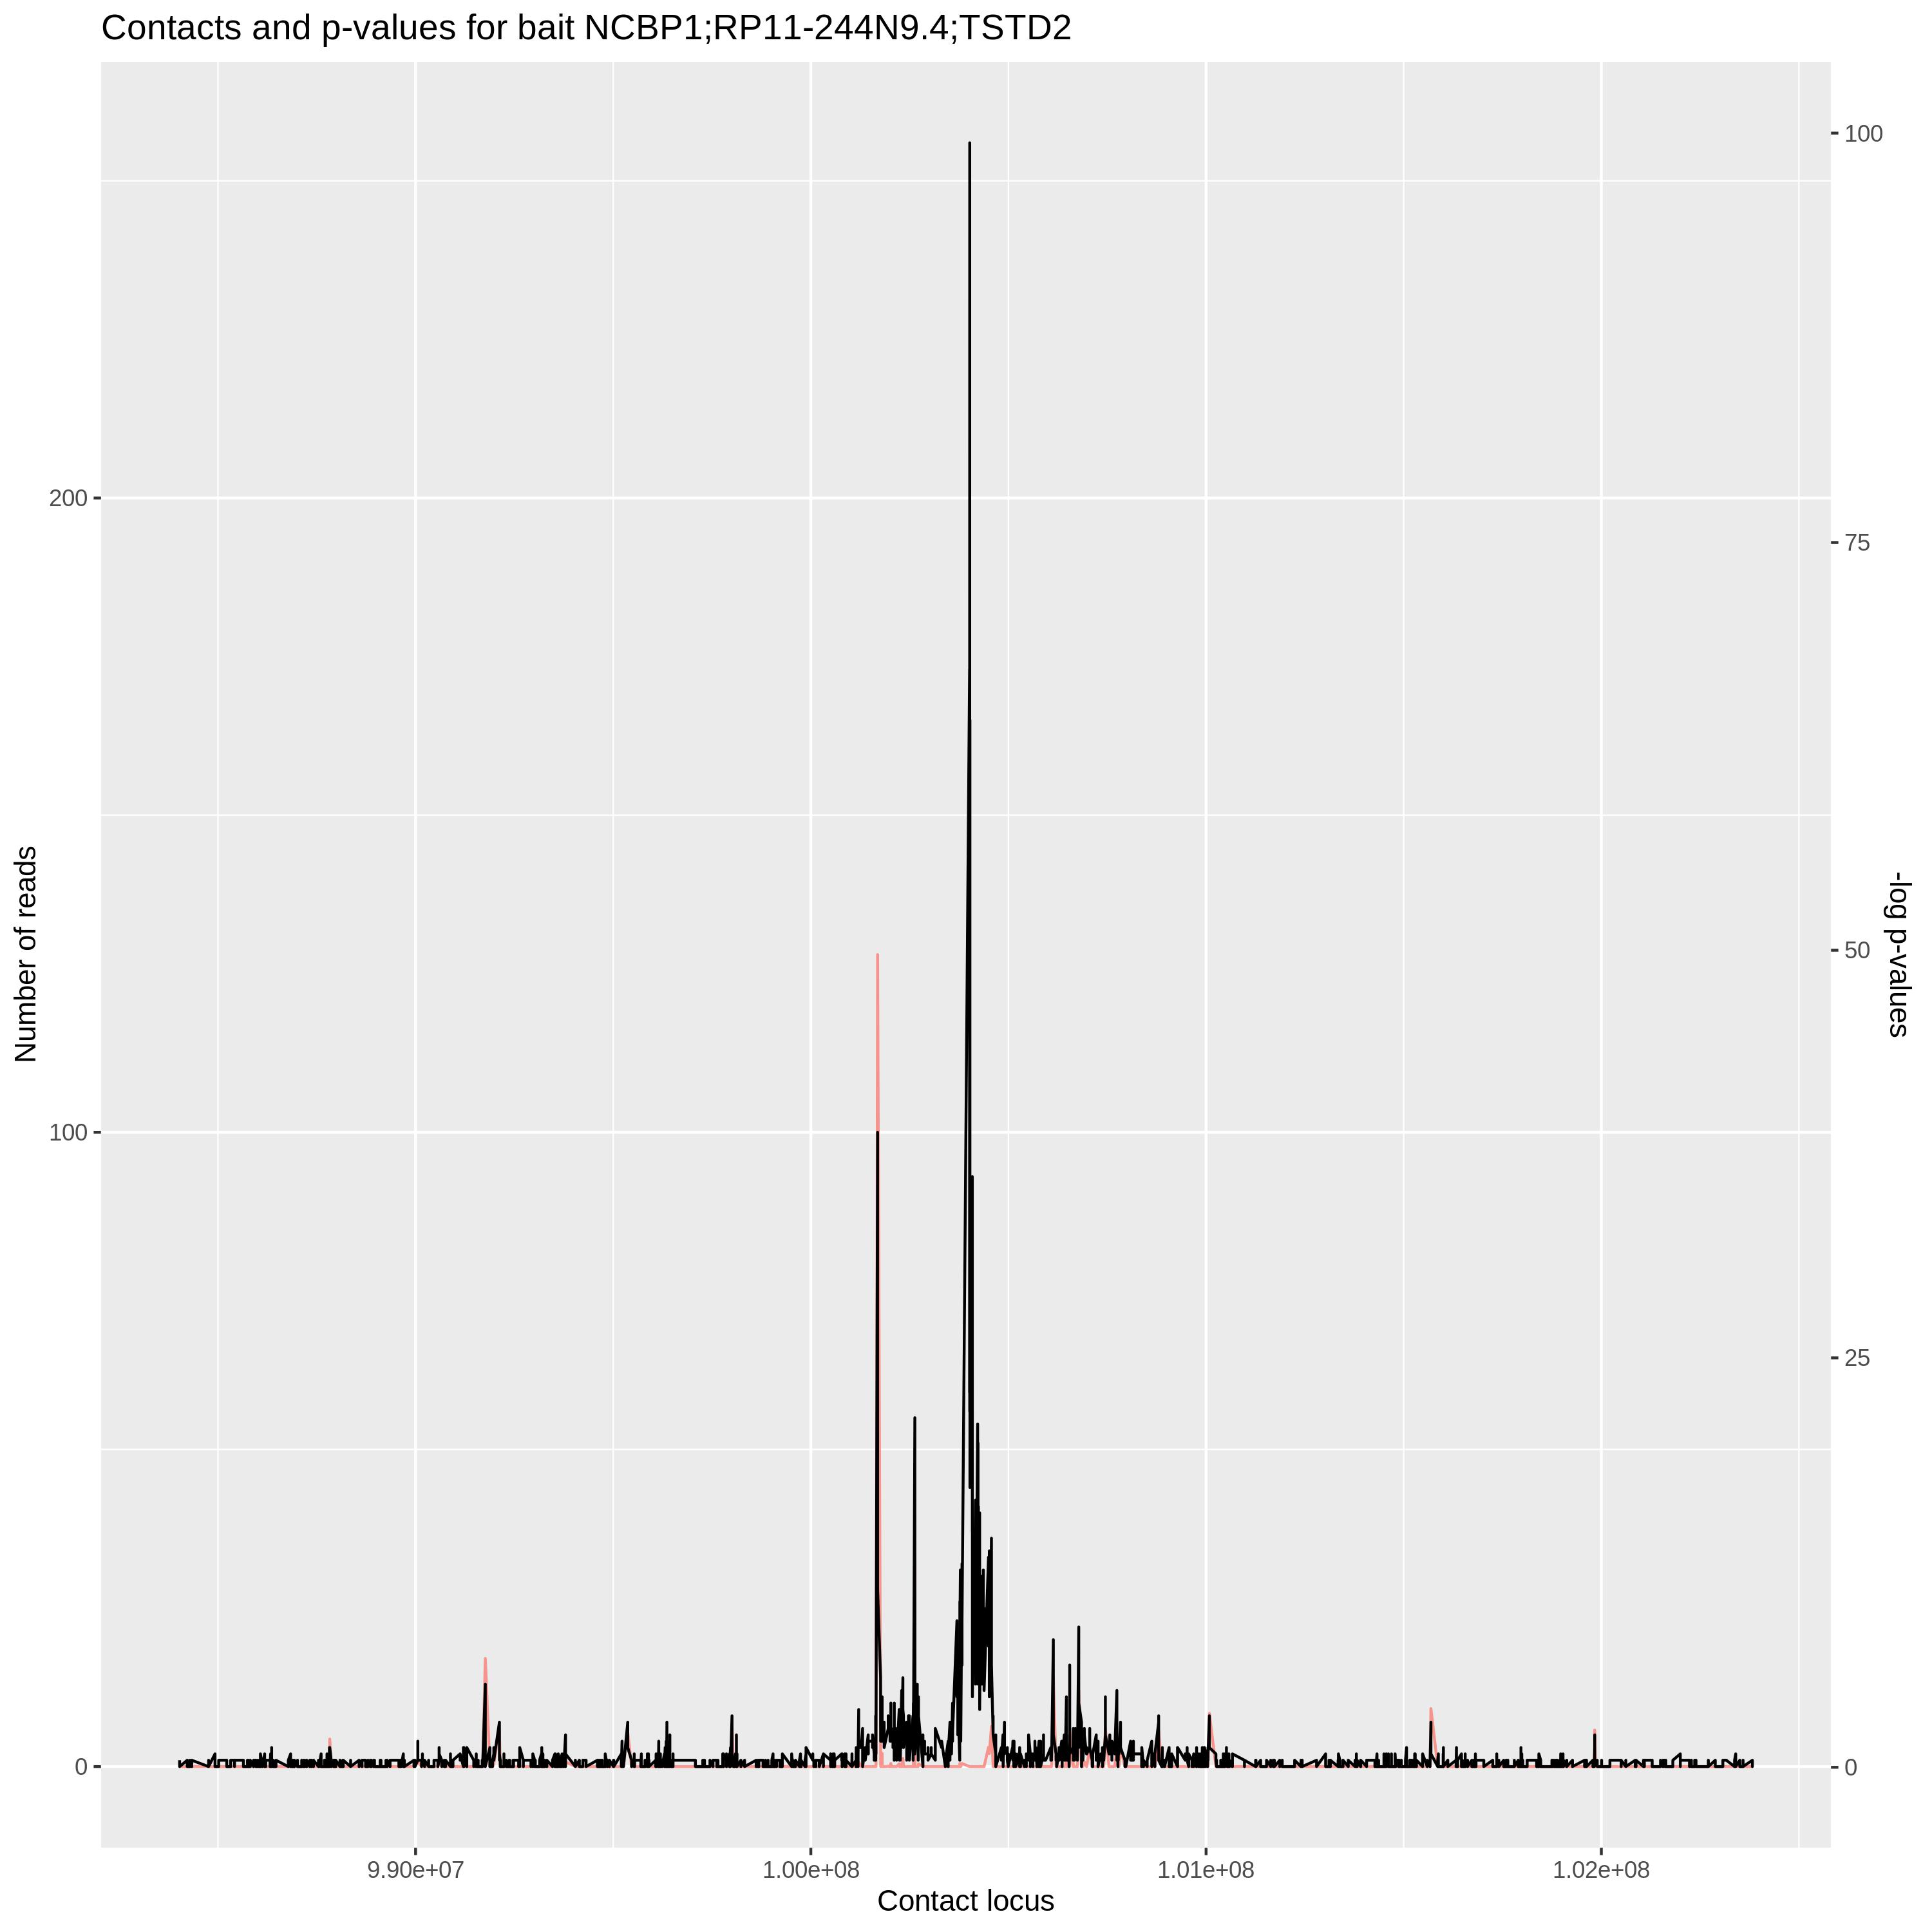 Contacts and p-values for bait NCBP1;RP11-244N9.4;TSTD2
Number of reads
200
100
0
100
75
50
25
0
-log p-values
9.90e+07 1.00e+08 1.01e+08 1.02e+08
Contact locus